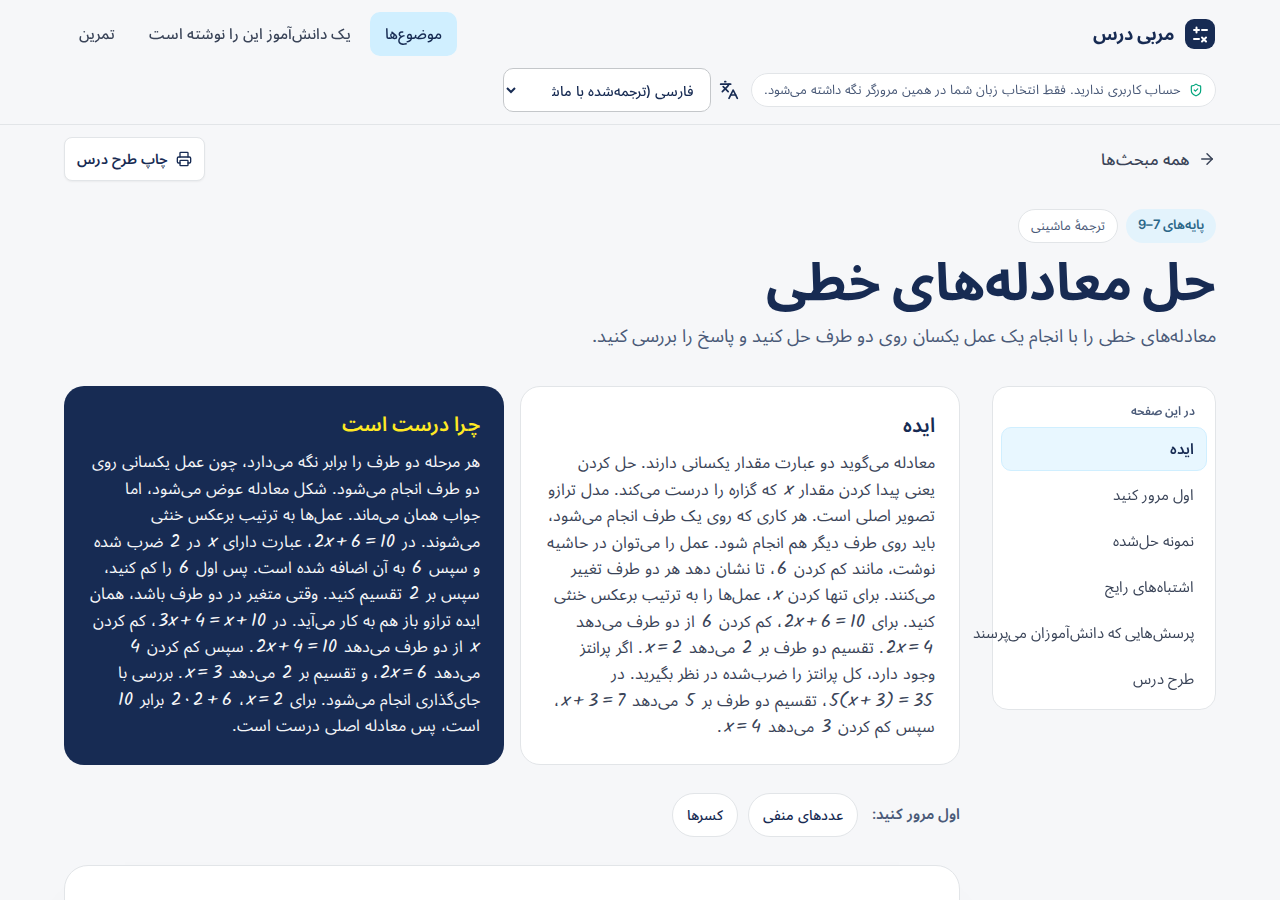 مربی درس
موضوع‌ها
یک دانش‌آموز این را نوشته است
تمرین
حساب کاربری ندارید. فقط انتخاب زبان شما در همین مرورگر نگه داشته می‌شود.
فارسی (ترجمه‌شده با ماش
همه مبحث‌ها
چاپ طرح درس
پایه‌های 7–9
ترجمهٔ ماشینی
حل معادله‌های خطی
معادله‌های خطی را با انجام یک عمل یکسان روی دو طرف حل کنید و پاسخ را بررسی کنید.
در این صفحه
ایده
اول مرور کنید
نمونه حل‌شده
اشتباه‌های رایج
پرسش‌هایی که دانش‌آموزان می‌پرسند
طرح درس
ایده
معادله می‌گوید دو عبارت مقدار یکسانی دارند. حل کردن
یعنی پیدا کردن مقدار x که گزاره را درست می‌کند. مدل ترازو
تصویر اصلی است. هر کاری که روی یک طرف انجام می‌شود،
باید روی طرف دیگر هم انجام شود. عمل را می‌توان در حاشیه
نوشت، مانند کم کردن 6، تا نشان دهد هر دو طرف تغییر
می‌کنند. برای تنها کردن x، عمل‌ها را به ترتیب برعکس خنثی
کنید. برای 2x + 6 = 10، کم کردن 6 از دو طرف می‌دهد
2x = 4. تقسیم دو طرف بر 2 می‌دهد x = 2. اگر پرانتز
وجود دارد، کل پرانتز را ضرب‌شده در نظر بگیرید. در
5(x + 3) = 35، تقسیم دو طرف بر 5 می‌دهد x + 3 = 7،
سپس کم کردن 3 می‌دهد x = 4.
چرا درست است
هر مرحله دو طرف را برابر نگه می‌دارد، چون عمل یکسانی روی
دو طرف انجام می‌شود. شکل معادله عوض می‌شود، اما
جواب همان می‌ماند. عمل‌ها به ترتیب برعکس خنثی
می‌شوند. در 2x + 6 = 10، عبارت دارای x در 2 ضرب شده
و سپس 6 به آن اضافه شده است. پس اول 6 را کم کنید،
سپس بر 2 تقسیم کنید. وقتی متغیر در دو طرف باشد، همان
ایده ترازو باز هم به کار می‌آید. در 3x + 4 = x + 10، کم کردن
x از دو طرف می‌دهد 2x + 4 = 10. سپس کم کردن 4
می‌دهد 2x = 6، و تقسیم بر 2 می‌دهد x = 3. بررسی با
جای‌گذاری انجام می‌شود. برای x = 2، 2 · 2 + 6 برابر 10
است، پس معادله اصلی درست است.
اول مرور کنید:
عددهای منفی
کسرها